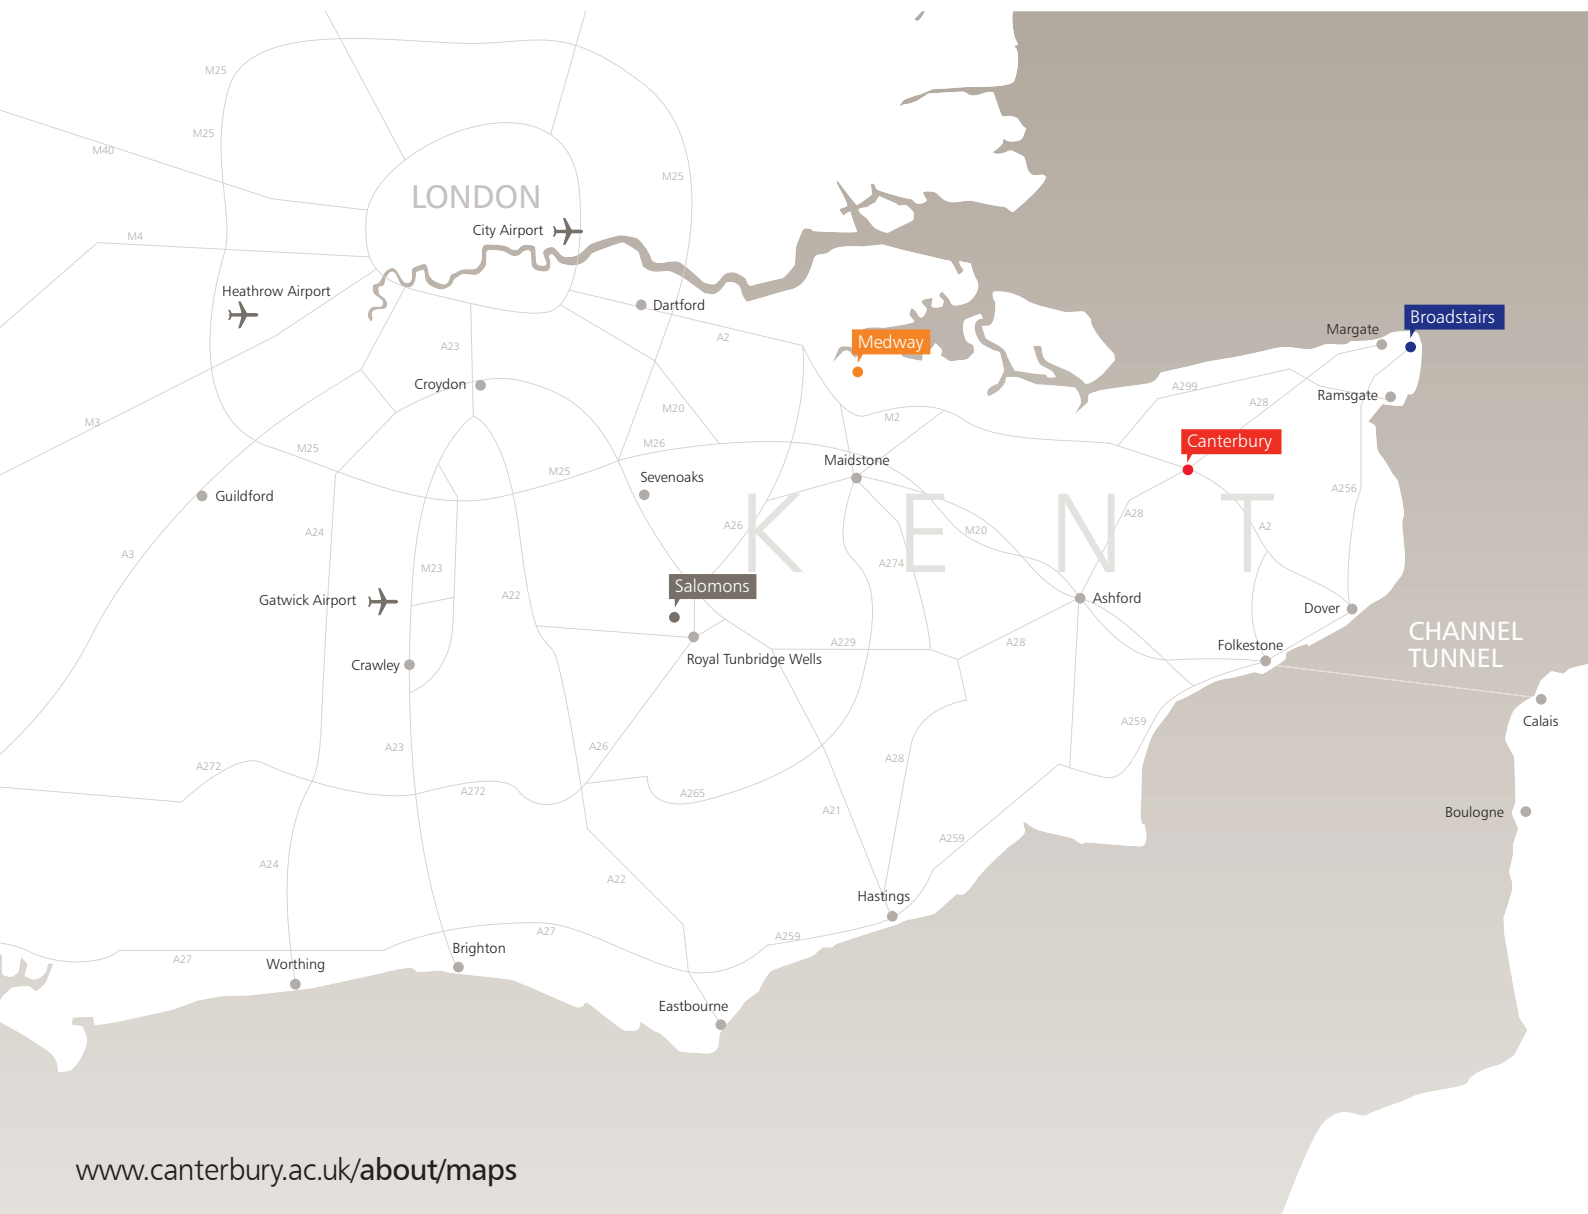 M25
M25
M40
M25
LONDON
City Airport
M4
Heathrow Airport
Dartford
Broadstairs
Margate
A2
Medway
A23
Croydon
A299
Ramsgate
A28
M20
M2
M3
M26
Canterbury
M25
Maidstone
M25
Sevenoaks
A256
Guildford
KENT
A28
A24
A26
M20
A2
A3
A274
M23
Salomons
A22
Gatwick Airport
Ashford
Dover
CHANNEL
TUNNEL
A229
A28
Folkestone
Royal Tunbridge Wells
Crawley
A259
Calais
A23
A26
A28
A272
A272
A265
A21
Boulogne
A259
A24
A22
Hastings
A27
A259
Brighton
A27
Worthing
Eastbourne
www.canterbury.ac.uk/about/maps